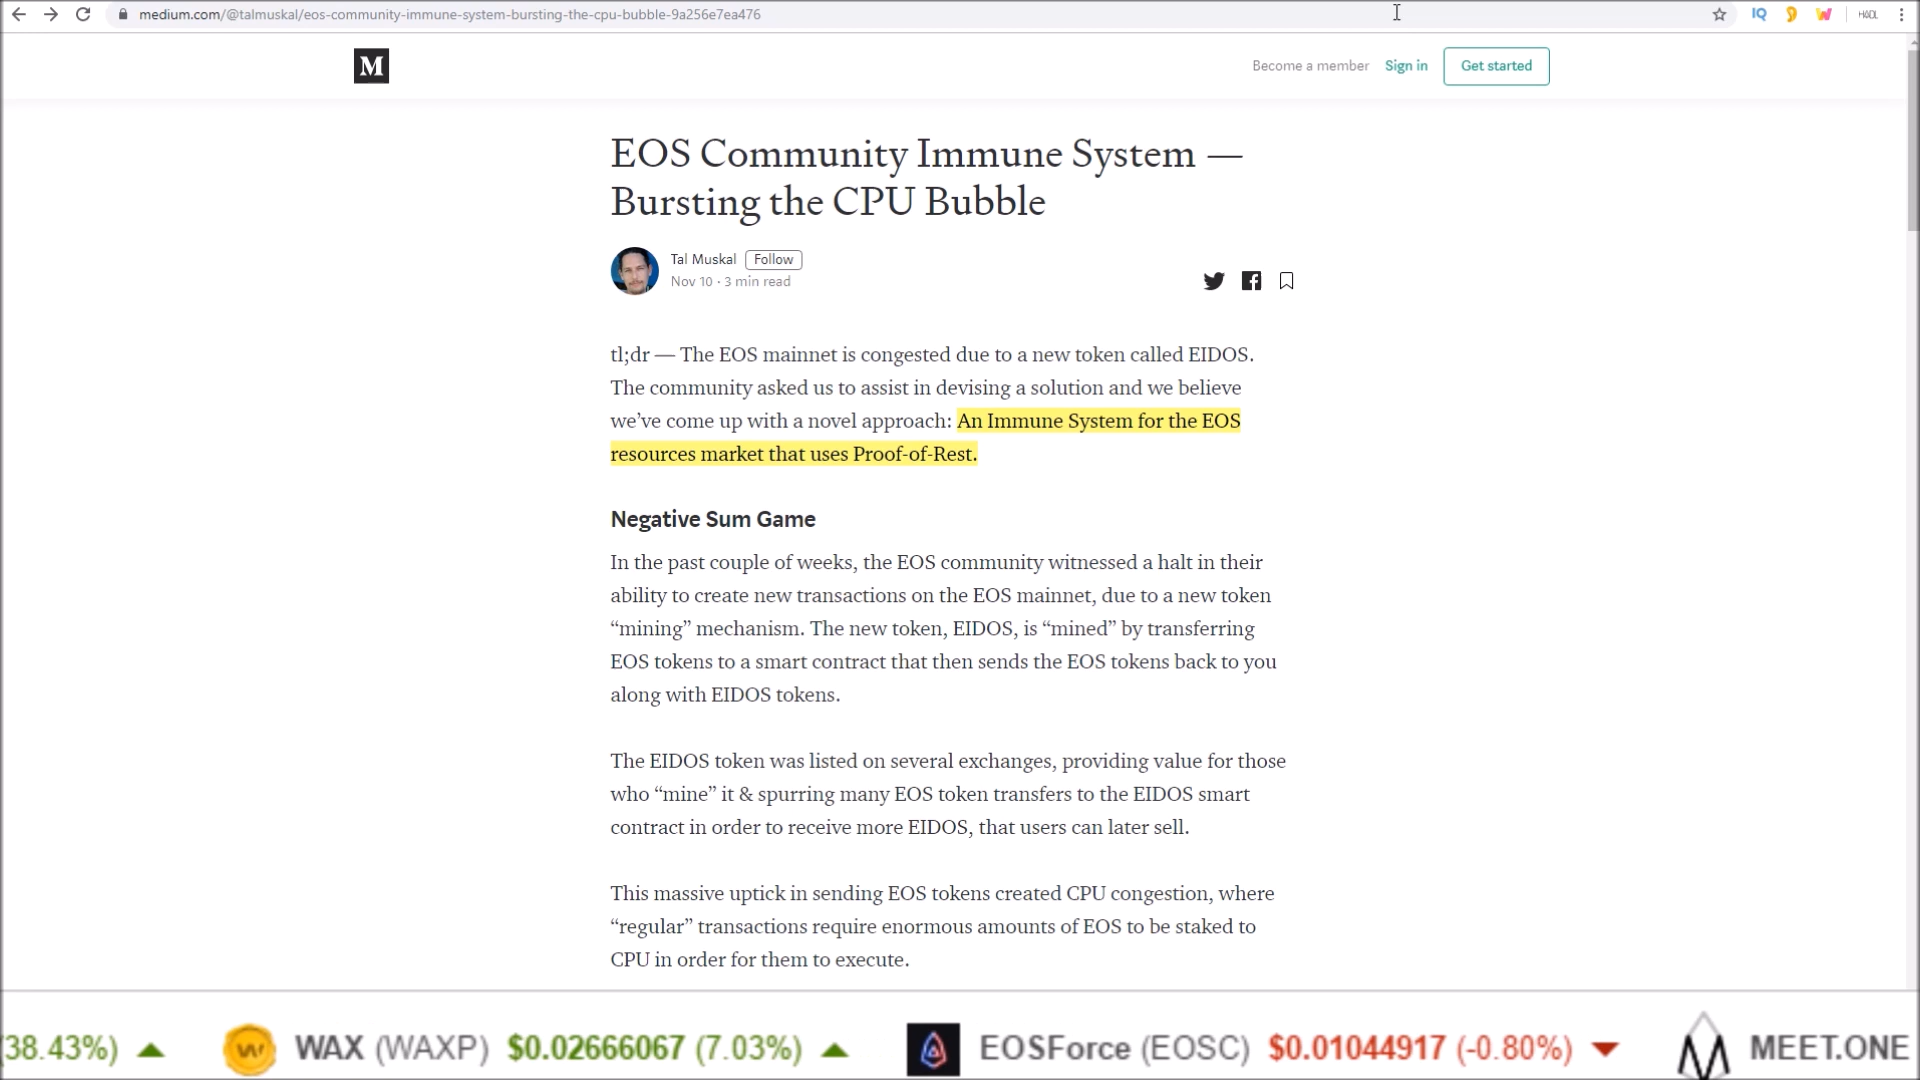 medium.com/@talmuskal/eos-community-immune-system-bursting-the-cpu-bubble-9a256e7ea476
IQ
HODL
M
Become a member
Sign in
Get started
EOS Community Immune System —
Bursting the CPU Bubble
Tal Muskal
Follow
Nov 10 · 3 min read
tl;dr — The EOS mainnet is congested due to a new token called EIDOS.
The community asked us to assist in devising a solution and we believe
we’ve come up with a novel approach: An Immune System for the EOS
resources market that uses Proof-of-Rest.
Negative Sum Game
In the past couple of weeks, the EOS community witnessed a halt in their
ability to create new transactions on the EOS mainnet, due to a new token
“mining” mechanism. The new token, EIDOS, is “mined” by transferring
EOS tokens to a smart contract that then sends the EOS tokens back to you
along with EIDOS tokens.
The EIDOS token was listed on several exchanges, providing value for those
who “mine” it & spurring many EOS token transfers to the EIDOS smart
contract in order to receive more EIDOS, that users can later sell.
This massive uptick in sending EOS tokens created CPU congestion, where
“regular” transactions require enormous amounts of EOS to be staked to
CPU in order for them to execute.
38.43%) WAX (WAXP) $0.02666067 (7.03%) EOSForce (EOSC) $0.01044917 (-0.80%) MEET.ONE